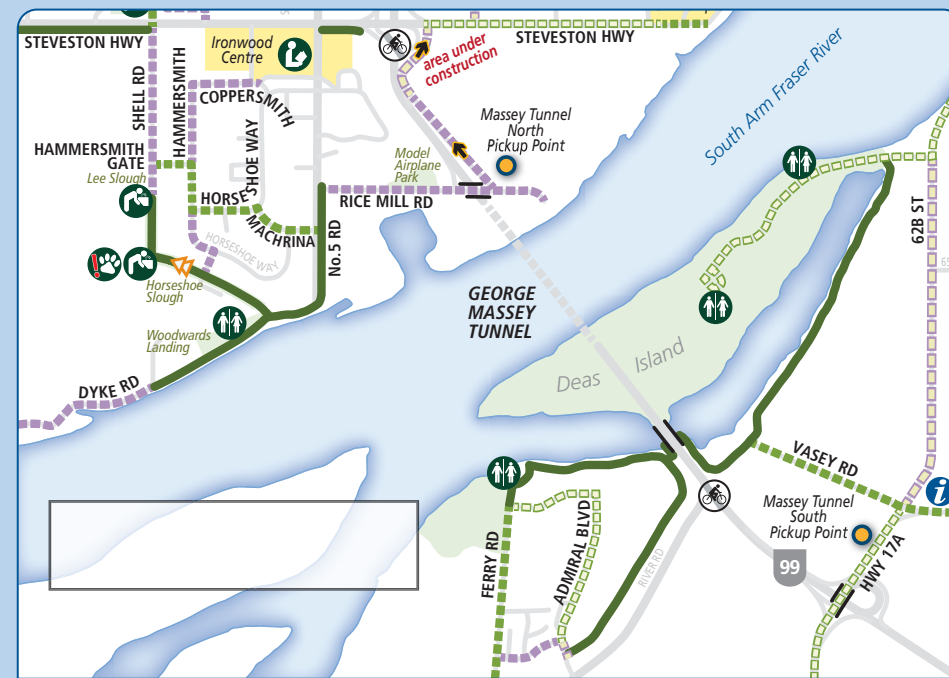 STEVESTON HWY
Ironwood
Centre
area under
construction
STEVESTON HWY
SHELL RD
HAMMERSMITH
COPPERSMITH
Massey Tunnel
North
Pickup Point
South Arm Fraser River
HAMMERSMITH
GATE
Lee Slough
HORSESHOE WAY
Model
Airplane
Park
RICE MILL RD
MACHRINA
No.5 RD
HORSESHOE WAY
62B ST
65
Horseshoe
Slough
GEORGE
MASSEY
TUNNEL
Woodwards
Landing
Deas Island
DYKE RD
VASEY RD
i
Massey Tunnel
South
Pickup Point
FERRY RD
ADMIRAL BLVD
RIVER RD
99
HWY 17A